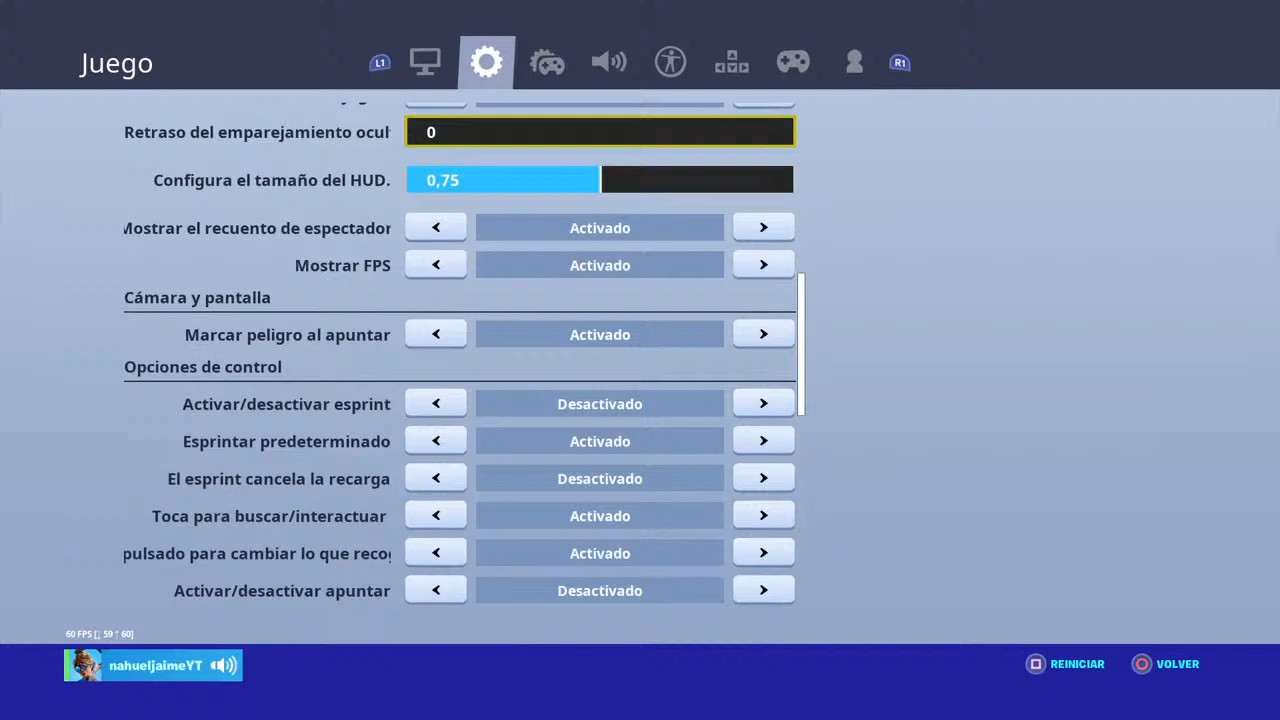 Juego
L1
R1
Retraso del emparejamiento ocul
0
Configura el tamaño del HUD.
0,75
Mostrar el recuento de espectador
Activado
Mostrar FPS
Activado
Cámara y pantalla
Marcar peligro al apuntar
Activado
Opciones de control
Activar/desactivar esprint
Desactivado
Esprintar predeterminado
Activado
El esprint cancela la recarga
Desactivado
Toca para buscar/interactuar
Activado
pulsado para cambiar lo que recog
Activado
Activar/desactivar apuntar
Desactivado
60 FPS [↓ 59 ↑ 60]
nahueljaimeYT
REINICIAR
VOLVER